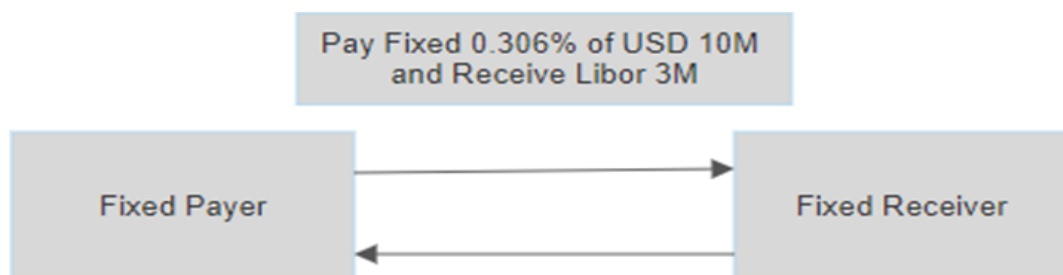 Pay Fixed 0.306% of USD 10M
and Receive Libor 3M
Fixed Payer
Fixed Receiver